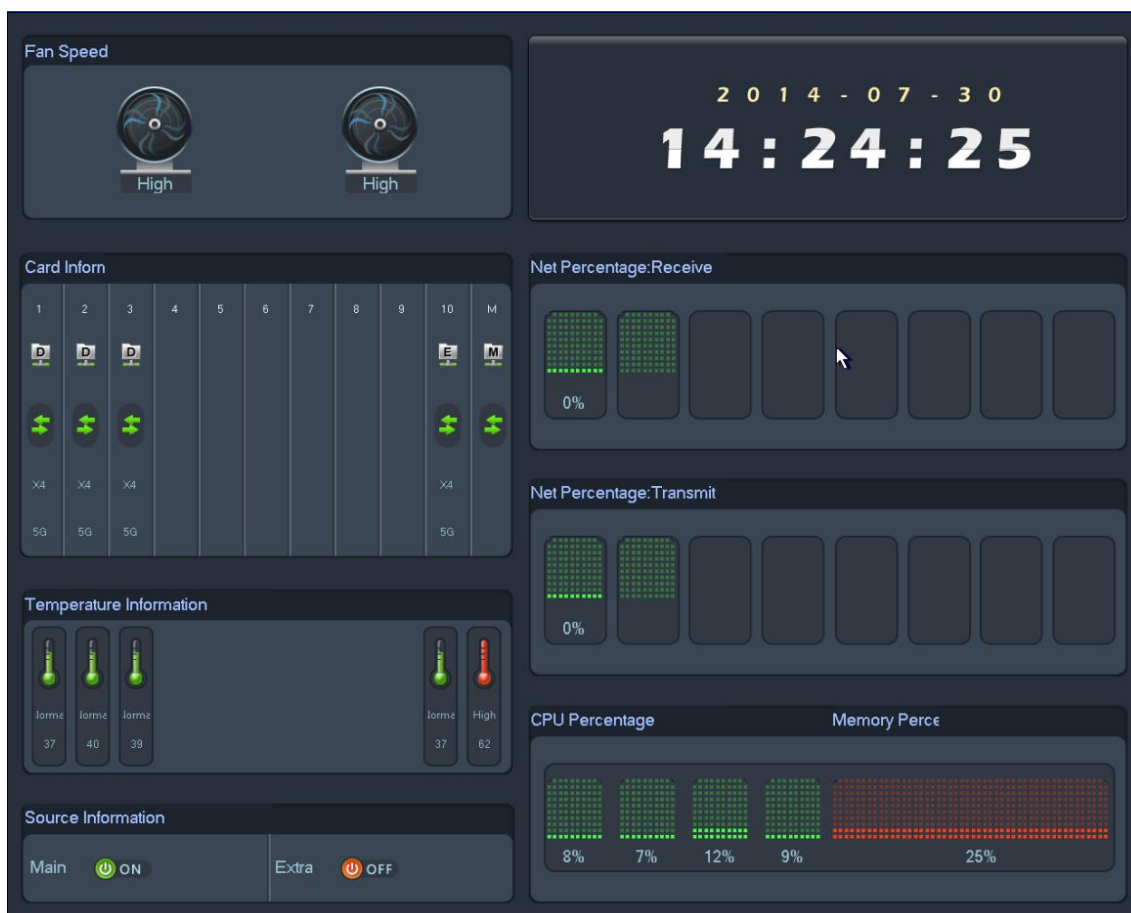 Fan Speed
High
High
2014-07-30
14:24:25
Card Inforn
1 2 3 4 5 6 7 8 9 10 M
D D D E M
X4 X4 X4 X4
5G 5G 5G 5G
Net Percentage:Receive
0%
Net Percentage:Transmit
0%
Temperature Information
lorma lorma lorma lorma High
37 40 39 37 62
CPU Percentage
Memory Perce
8% 7% 12% 9% 25%
Source Information
Main ON Extra OFF